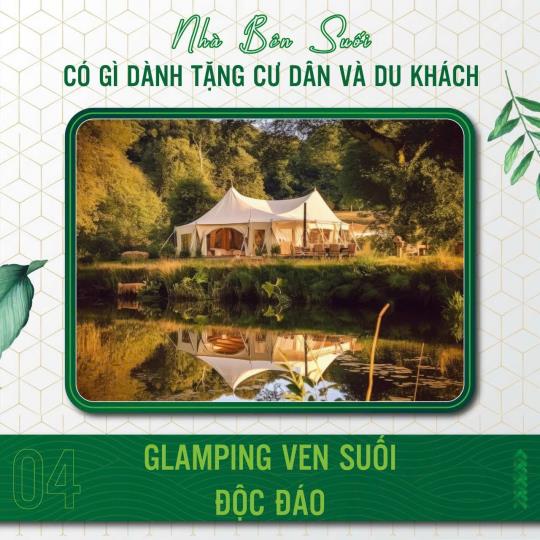 Nhà Bên Suối
CÓ GÌ DÀNH TẶNG CƯ DÂN VÀ DU KHÁCH
04
GLAMPING VEN SUỐI
ĐỘC ĐÁO